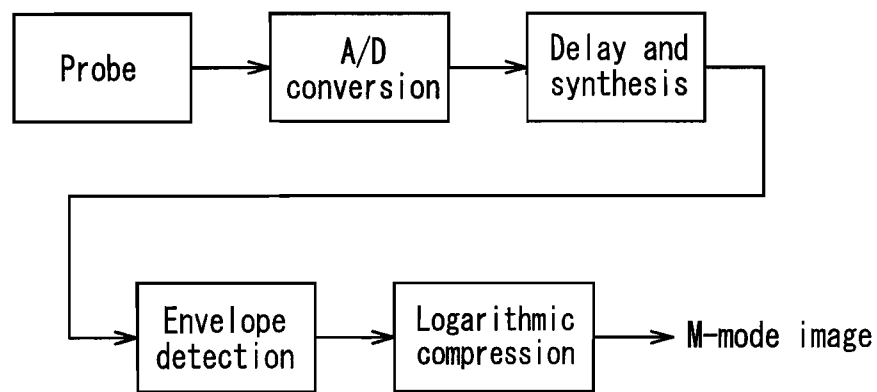 Probe
A/D
conversion
Delay and
synthesis
Envelope
detection
Logarithmic
compression
M-mode image